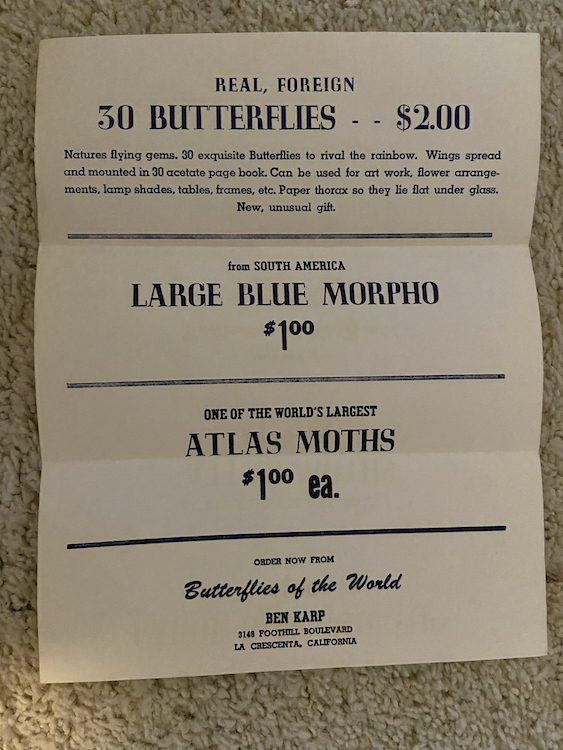 REAL, FOREIGN
30 BUTTERFLIES - - $2.00
Natures flying gems. 30 exquisite Butterflies to rival the rainbow. Wings spread
and mounted in 30 acetate page book. Can be used for art work, flower arrange-
ments, lamp shades, tables, frames, etc. Paper thorax so they lie flat under glass.
New, unusual gift.
from SOUTH AMERICA
LARGE BLUE MORPHO
$1.00
ONE OF THE WORLD'S LARGEST
ATLAS MOTHS
$1.00 ea.
ORDER NOW FROM
Butterflies of the World
BEN KARP
3148 FOOTHILL BOULEVARD
LA CRESCENTA, CALIFORNIA